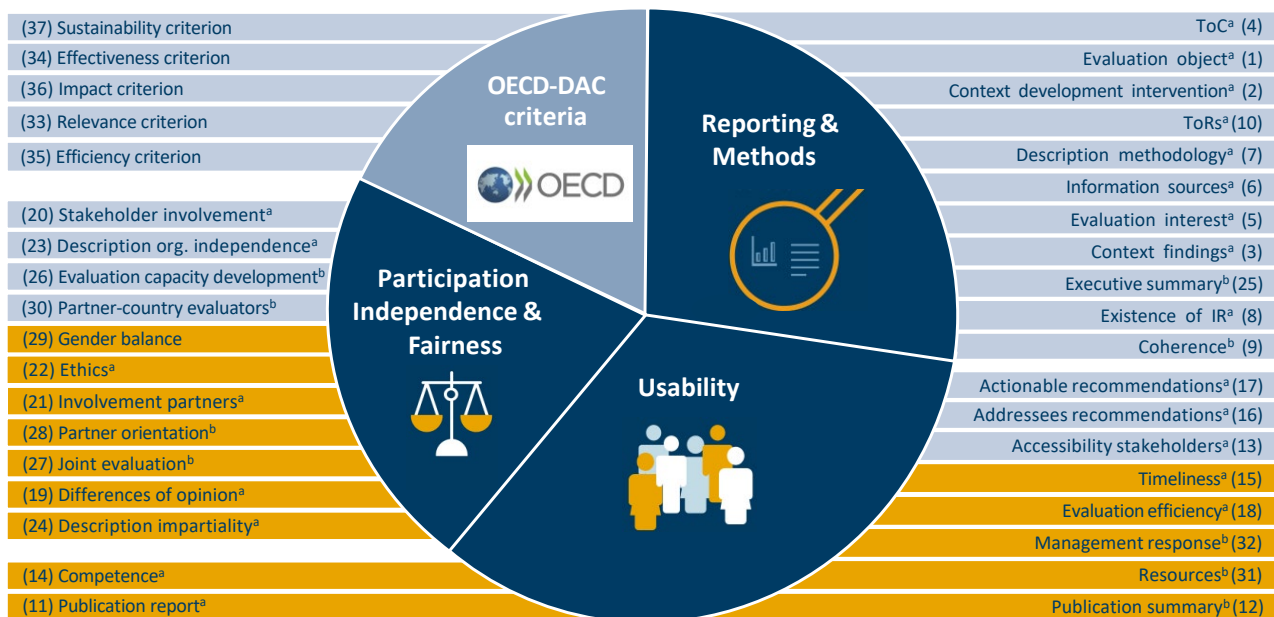 (37) Sustainability criterion
(34) Effectiveness criterion
(36) Impact criterion
(33) Relevance criterion
(35) Efficiency criterion
(20) Stakeholder involvementᵃ
(23) Description org. independenceᵃ
(26) Evaluation capacity developmentᵇ
(30) Partner-country evaluatorsᵇ
(29) Gender balance
(22) Ethicsᵃ
(21) Involvement partnersᵃ
(28) Partner orientationᵇ
(27) Joint evaluationᵇ
(19) Differences of opinionᵃ
(24) Description impartialityᵃ
(14) Competenceᵃ
(11) Publication reportᵃ
OECD-DAC
criteria
OECD
Reporting &
Methods
Participation
Independence &
Fairness
Usability
ToCᵃ (4)
Evaluation objectᵃ (1)
Context development interventionᵃ (2)
ToRsᵃ (10)
Description methodologyᵃ (7)
Information sourcesᵃ (6)
Evaluation interestᵃ (5)
Context findingsᵃ (3)
Executive summaryᵇ (25)
Existence of IRᵃ (8)
Coherenceᵇ (9)
Actionable recommendationsᵃ (17)
Addressees recommendationsᵃ (16)
Accessibility stakeholdersᵃ (13)
Timelinessᵃ (15)
Evaluation efficiencyᵃ (18)
Management responseᵇ (32)
Resourcesᵇ (31)
Publication summaryᵇ (12)